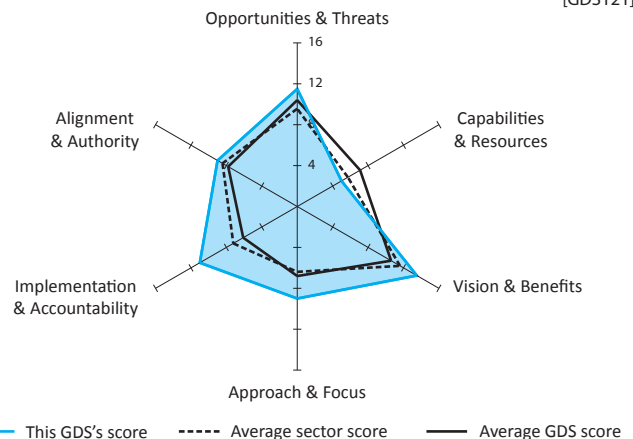 [GDS121]
Opportunities & Threats
16
12
4
Alignment
& Authority
Capabilities
& Resources
Implementation
& Accountability
Vision & Benefits
Approach & Focus
This GDS's score
Average sector score
Average GDS score